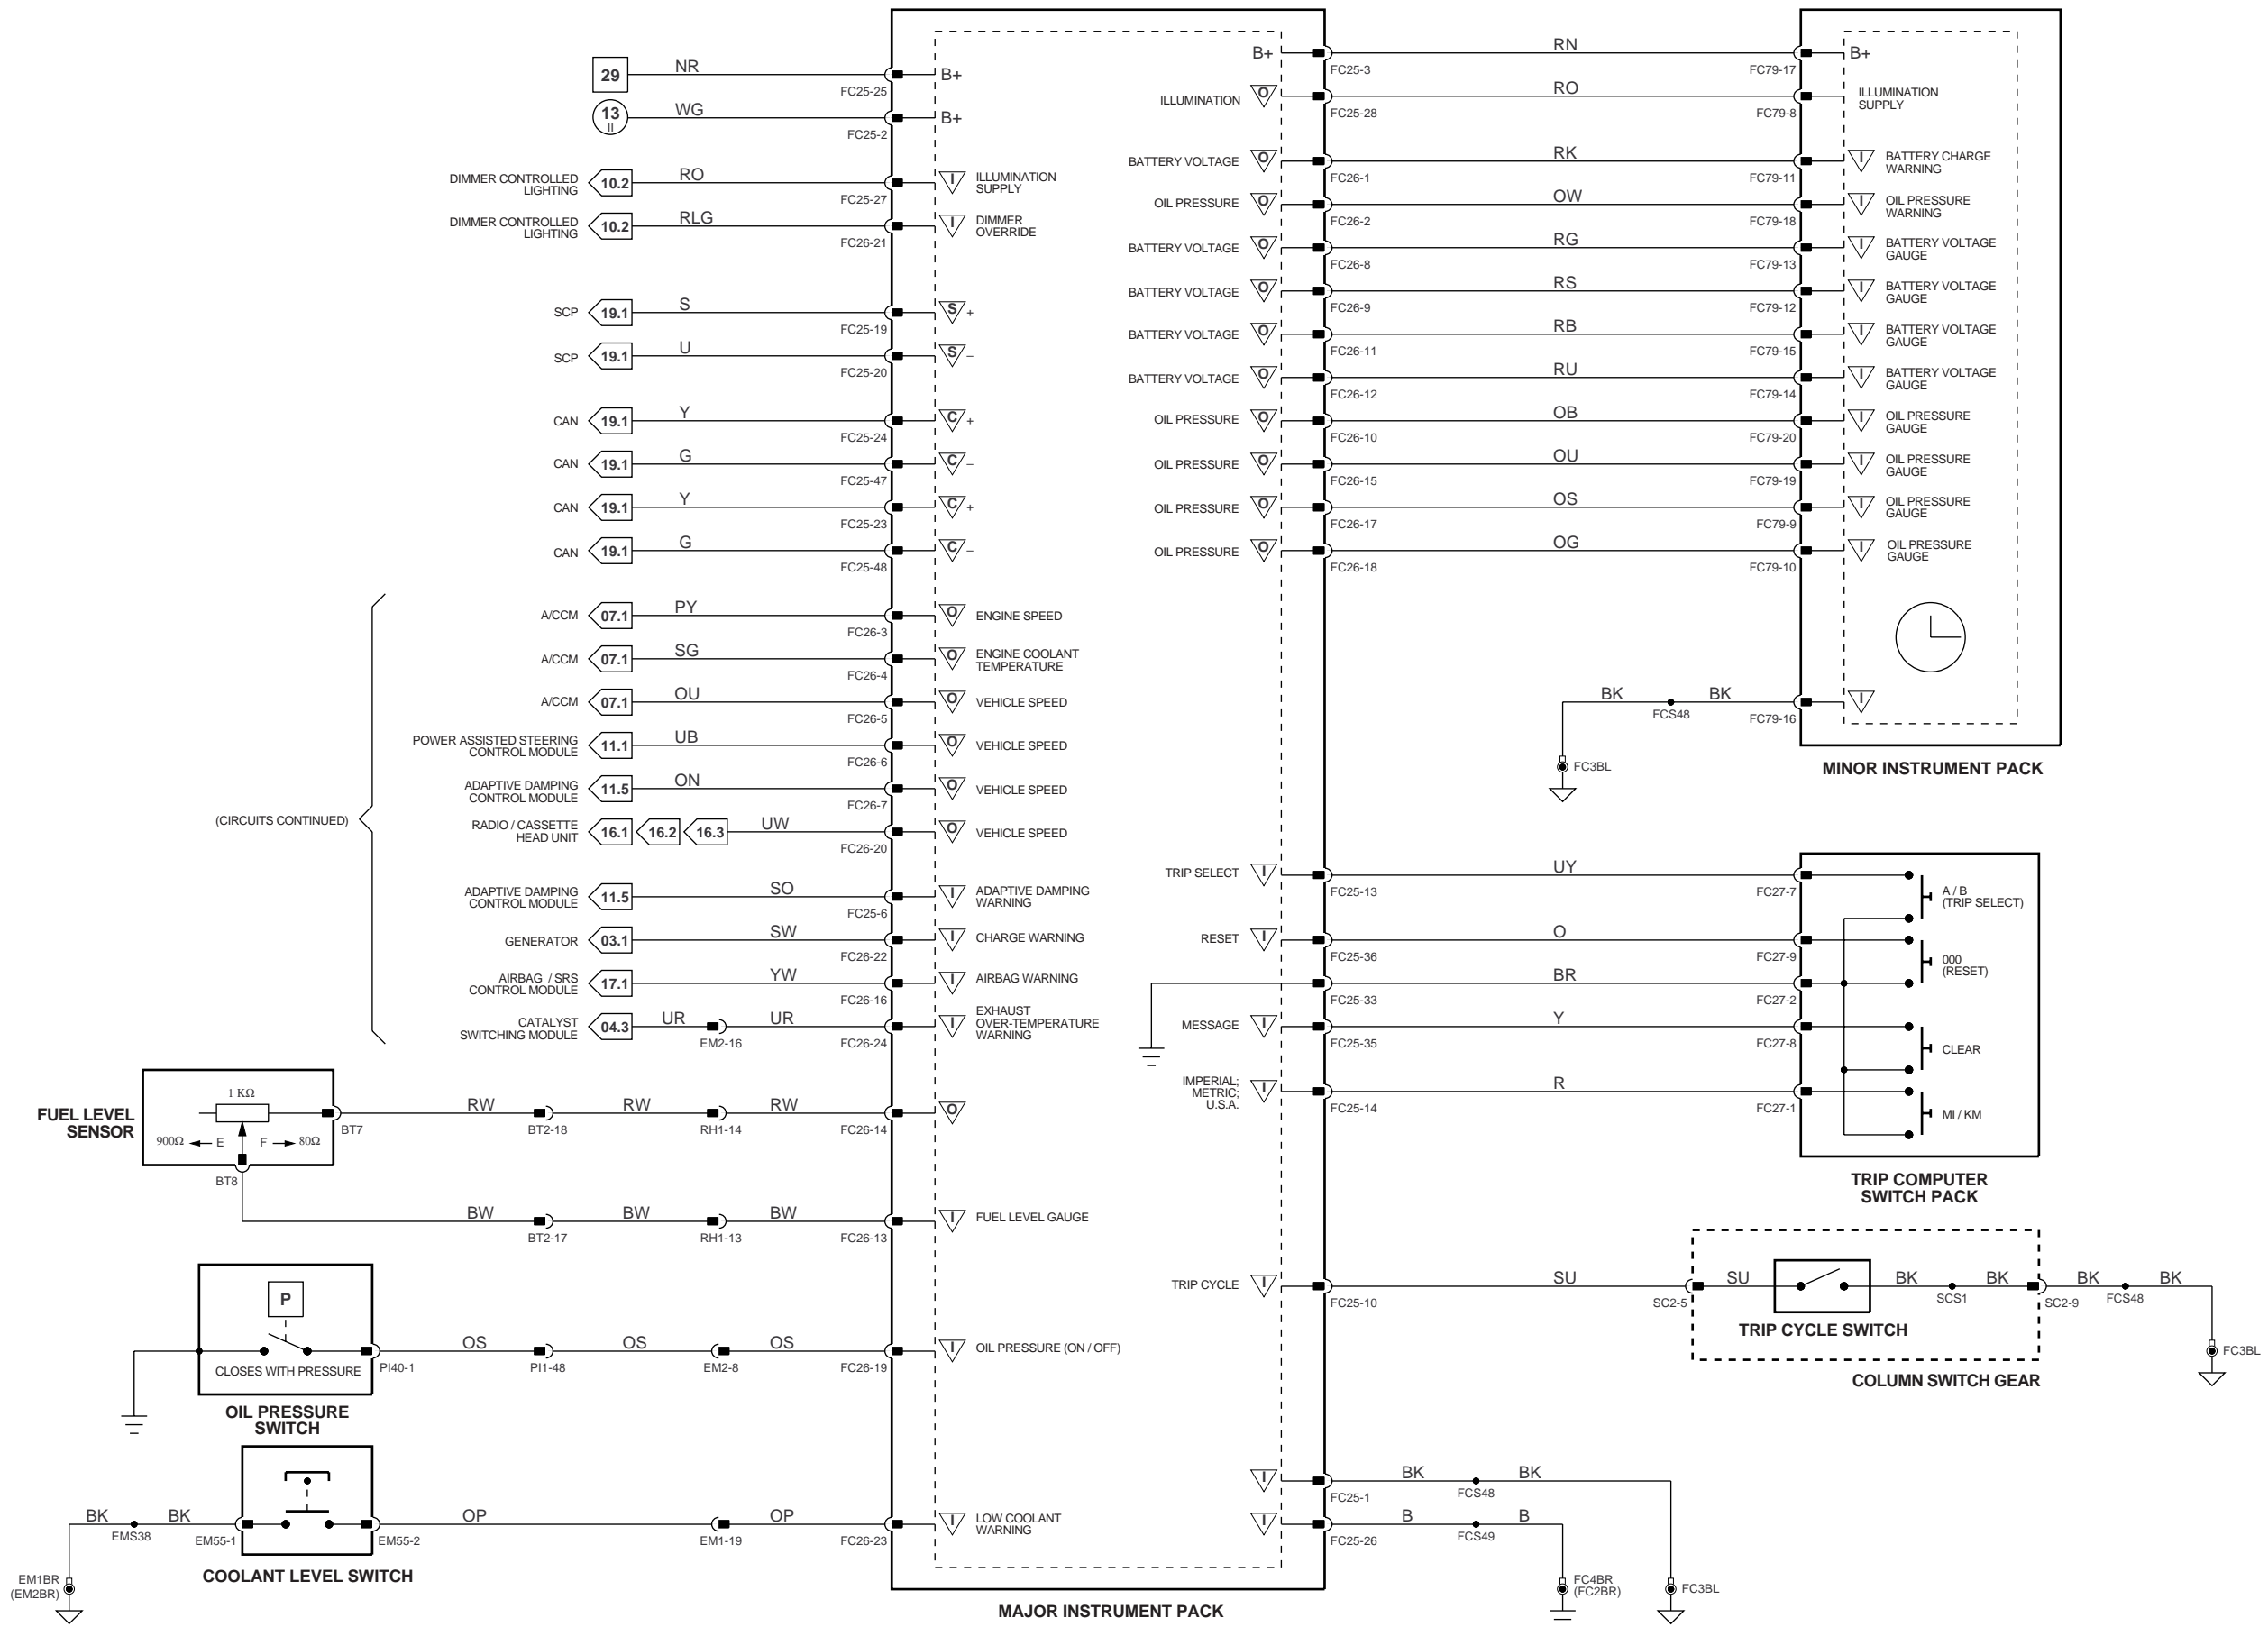 29
NR
FC25-25
B+
13
II
WG
FC25-2
B+
DIMMER CONTROLLED
LIGHTING
10.2
RO
FC25-27
I
ILLUMINATION
SUPPLY
DIMMER CONTROLLED
LIGHTING
10.2
RLG
FC26-21
I
DIMMER
OVERRIDE
SCP
19.1
S
FC25-19
S
+
SCP
19.1
U
FC25-20
S
–
CAN
19.1
Y
FC25-24
C
+
CAN
19.1
G
FC25-47
C
–
CAN
19.1
Y
FC25-23
C
+
CAN
19.1
G
FC25-48
C
–
(CIRCUITS CONTINUED)
A/CCM
07.1
PY
FC26-3
O
ENGINE SPEED
A/CCM
07.1
SG
FC26-4
O
ENGINE COOLANT
TEMPERATURE
A/CCM
07.1
OU
FC26-5
O
VEHICLE SPEED
POWER ASSISTED STEERING
CONTROL MODULE
11.1
UB
FC26-6
O
VEHICLE SPEED
ADAPTIVE DAMPING
CONTROL MODULE
11.5
ON
FC26-7
O
VEHICLE SPEED
RADIO / CASSETTE
HEAD UNIT
16.1
16.2
16.3
UW
FC26-20
O
VEHICLE SPEED
ADAPTIVE DAMPING
CONTROL MODULE
11.5
SO
FC25-6
I
ADAPTIVE DAMPING
WARNING
GENERATOR
03.1
SW
FC26-22
I
CHARGE WARNING
AIRBAG / SRS
CONTROL MODULE
17.1
YW
FC26-16
I
AIRBAG WARNING
CATALYST
SWITCHING MODULE
04.3
UR
EM2-16
UR
FC26-24
I
EXHAUST
OVER-TEMPERATURE
WARNING
FUEL LEVEL
SENSOR
1 KΩ
900Ω
E
F
80Ω
BT7
BT8
RW
BT2-18
RW
RH1-14
RW
FC26-14
O
BW
BT2-17
BW
RH1-13
BW
FC26-13
I
FUEL LEVEL GAUGE
P
CLOSES WITH PRESSURE
OIL PRESSURE
SWITCH
PI40-1
OS
PI1-48
OS
EM2-8
OS
FC26-19
I
OIL PRESSURE (ON / OFF)
BK
EMS38
BK
EM55-1
EM55-2
COOLANT LEVEL SWITCH
EM1BR
(EM2BR)
OP
EM1-19
OP
FC26-23
I
LOW COOLANT
WARNING
MAJOR INSTRUMENT PACK
B+
FC25-3
RN
FC79-17
B+
ILLUMINATION
O
FC25-28
RO
FC79-8
ILLUMINATION
SUPPLY
BATTERY VOLTAGE
O
FC26-1
RK
FC79-11
I
BATTERY CHARGE
WARNING
OIL PRESSURE
O
FC26-2
OW
FC79-18
I
OIL PRESSURE
WARNING
BATTERY VOLTAGE
O
FC26-8
RG
FC79-13
I
BATTERY VOLTAGE
GAUGE
BATTERY VOLTAGE
O
FC26-9
RS
FC79-12
I
BATTERY VOLTAGE
GAUGE
BATTERY VOLTAGE
O
FC26-11
RB
FC79-15
I
BATTERY VOLTAGE
GAUGE
BATTERY VOLTAGE
O
FC26-12
RU
FC79-14
I
BATTERY VOLTAGE
GAUGE
OIL PRESSURE
O
FC26-10
OB
FC79-20
I
OIL PRESSURE
GAUGE
OIL PRESSURE
O
FC26-15
OU
FC79-19
I
OIL PRESSURE
GAUGE
OIL PRESSURE
O
FC26-17
OS
FC79-9
I
OIL PRESSURE
GAUGE
OIL PRESSURE
O
FC26-18
OG
FC79-10
I
OIL PRESSURE
GAUGE
BK
FCS48
BK
FC79-16
I
FC3BL
MINOR INSTRUMENT PACK
TRIP SELECT
I
FC25-13
UY
FC27-7
A / B
(TRIP SELECT)
RESET
I
FC25-36
O
FC27-9
000
(RESET)
FC25-33
BR
FC27-2
MESSAGE
I
FC25-35
Y
FC27-8
CLEAR
IMPERIAL;
METRIC;
U.S.A.
I
FC25-14
R
FC27-1
MI / KM
TRIP COMPUTER
SWITCH PACK
TRIP CYCLE
I
FC25-10
SU
SC2-5
SU
BK
SCS1
BK
SC2-9
BK
FCS48
BK
TRIP CYCLE SWITCH
FC3BL
COLUMN SWITCH GEAR
I
FC25-1
BK
FCS48
BK
I
FC25-26
B
FCS49
B
FC4BR
(FC2BR)
FC3BL